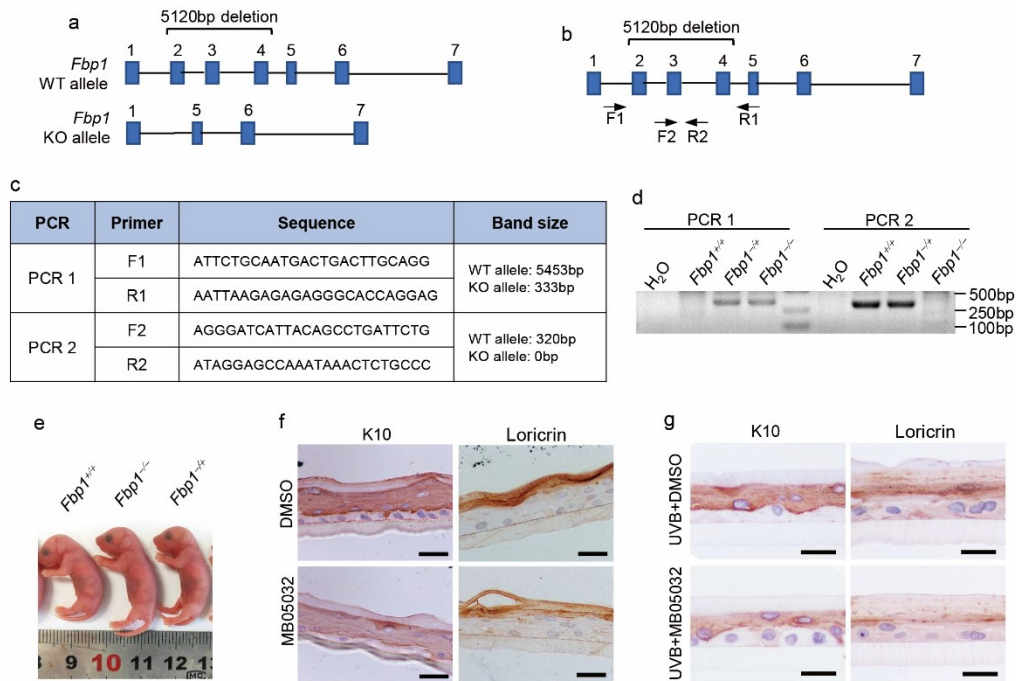 a
5120bp deletion
1 2 3 4 5 6 7
Fbp1
WT allele
1 5 6 7
Fbp1
KO allele
b
5120bp deletion
1 2 3 4 5 6 7
F1 F2 R2 R1
c
PCR Primer Sequence Band size
PCR 1 F1 ATTCTGCAATGACTGACTTGCAGG WT allele: 5453bp
KO allele: 333bp
R1 AATTAAGAGAGAGGGCACCAGGAG
PCR 2 F2 AGGGATCATTACAGCCTGATTCTG WT allele: 320bp
KO allele: 0bp
R2 ATAGGAGCCAAATAAACTCTGCCC
d
PCR 1 PCR 2
H2O Fbp1+/+ Fbp1−/+ Fbp1−/− H2O Fbp1+/+ Fbp1−/+ Fbp1−/−
500bp
250bp
100bp
e
Fbp1+/+ Fbp1−/− Fbp1−/+
9 10 11 12
f
K10 Loricrin
DMSO
MB05032
g
K10 Loricrin
UVB+DMSO
UVB+MB05032